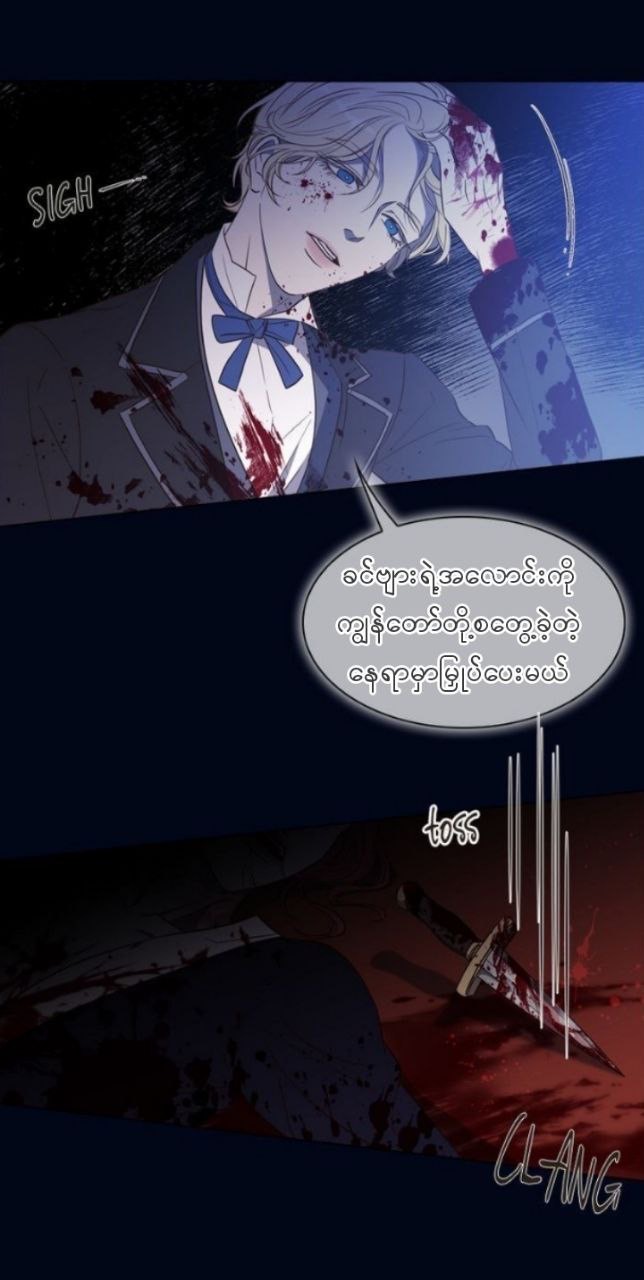 SIGH
ခင်ဗျားရဲ့အလောင်းကို
ကျွန်တော်တို့စတွေ့ခဲ့တဲ့
နေရာမှာမြှုပ်ပေးမယ်
toss
CLANG